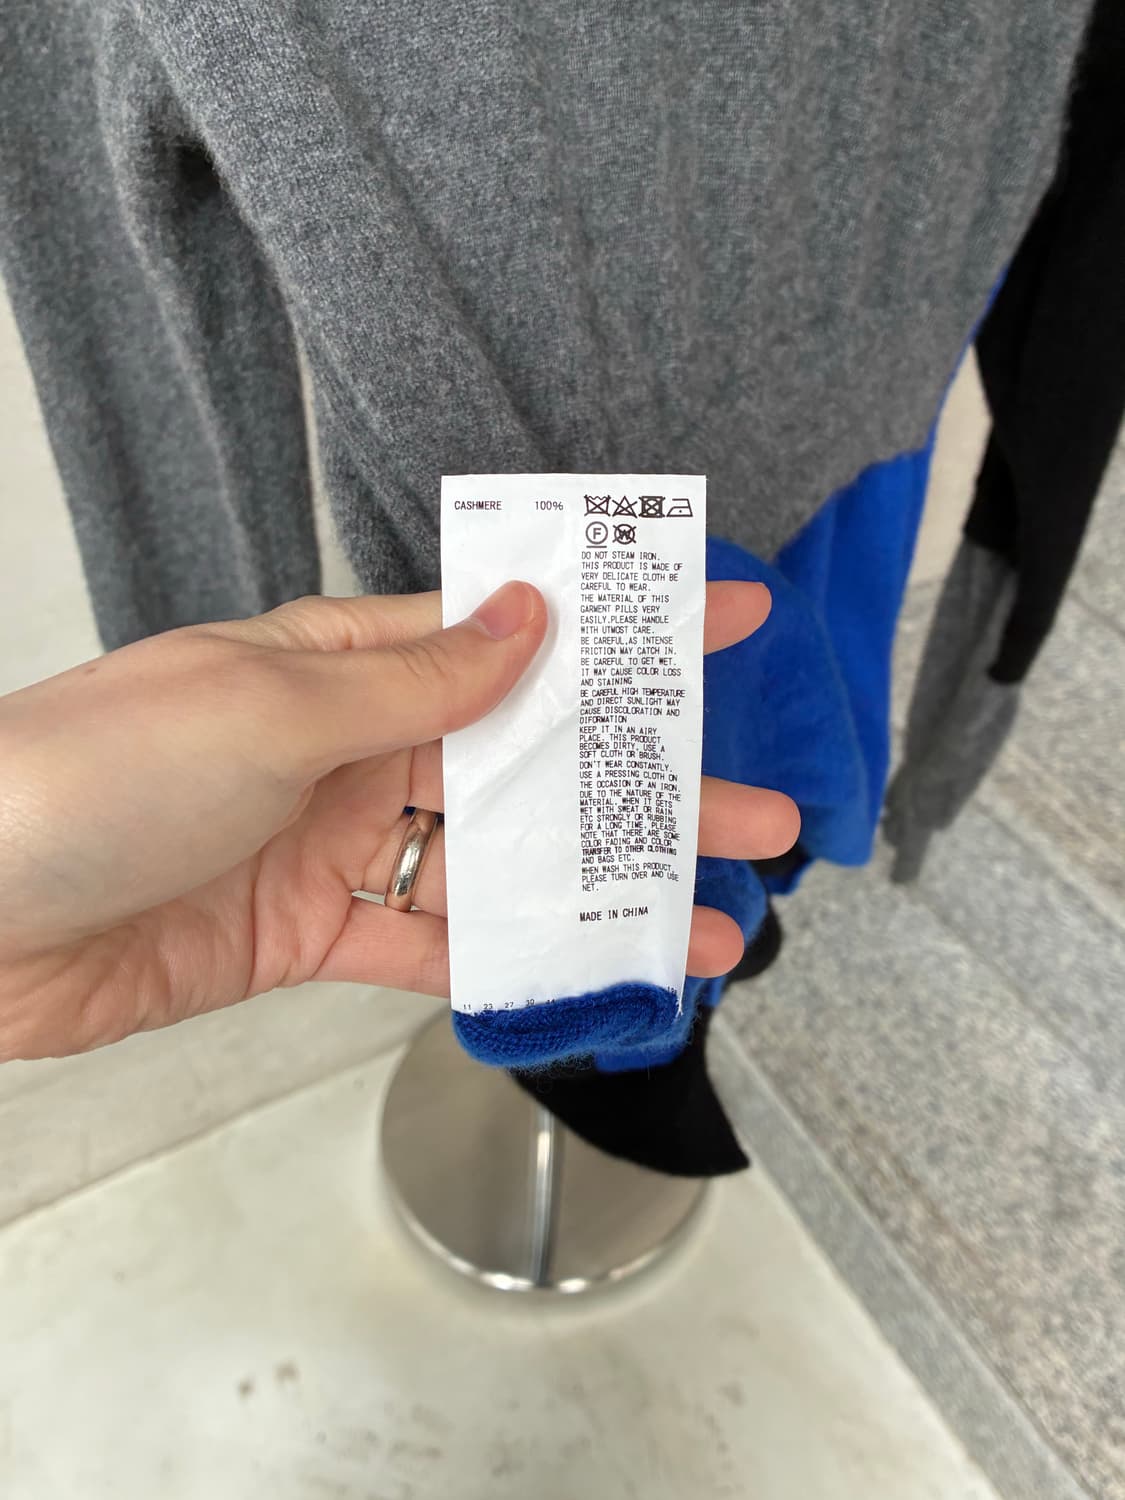 CASHMERE 100%
F
W
DO NOT STEAM IRON.
THIS PRODUCT IS MADE OF
VERY DELICATE CLOTH BE
CAREFUL TO WEAR.
THE MATERIAL OF THIS
GARMENT PILLS VERY
EASILY.PLEASE HANDLE
WITH UTMOST CARE.
BE CAREFUL,AS INTENSE
FRICTION MAY CATCH IN.
BE CAREFUL TO GET WET.
IT WAY CAUSE COLOR LOSS
AND STAINING
BE CAREFUL HIGH TEMPERATURE
AND DIRECT SUNLIGHT MAY
CAUSE DISCOLORATION AND
DIFORMATION
KEEP IT IN AN AIRY
PLACE. THIS PRODUCT
BECOMES DIRTY. USE A
SOFT CLOTH OR BRUSH.
DON'T WEAR CONSTANTLY.
USE A PRESSING CLOTH ON
THE OCCASION OF AN IRON.
DUE TO THE NATURE OF THE
MATERIAL. WHEN IT GETS
WET WITH SWEAT OR RAIN
ETC STRONGLY OR RUBBING
FOR A LONG TIME. PLEASE
NOTE THAT THERE ARE SOME
COLOR FADING AND COLOR
TRANSFER TO OTHER CLOTHING
AND BAGS ETC.
WHEN WASH THIS PRODUCT,
PLEASE TURN OVER AND USE
NET.
MADE IN CHINA
11 23 27 30 44